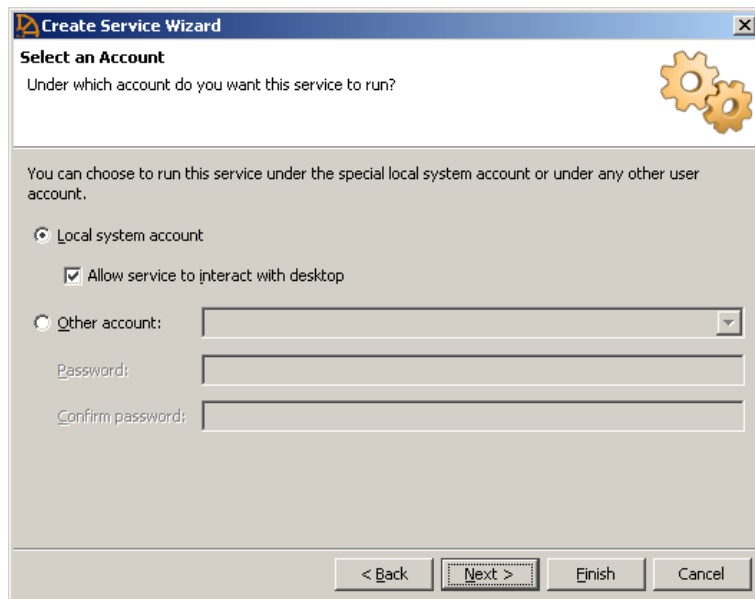 Create Service Wizard
Select an Account
Under which account do you want this service to run?
You can choose to run this service under the special local system account or under any other user
account.
Local system account
Allow service to interact with desktop
Other account:
Password:
Confirm password:
< Back
Next >
Finish
Cancel